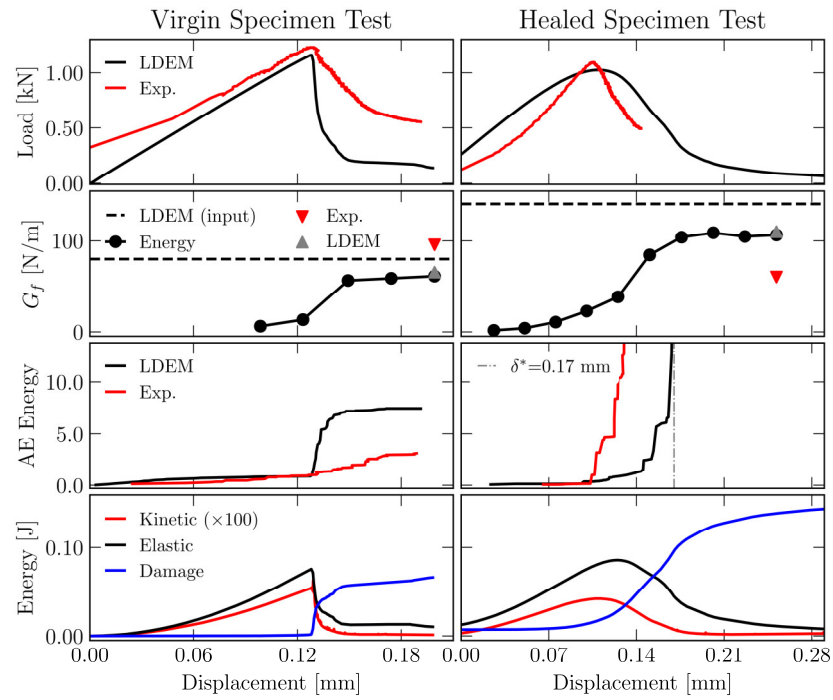 Virgin Specimen Test
Healed Specimen Test
Load [kN]
1.00
0.50
0.00
LDEM
Exp.
G_f [N/m]
100
0
LDEM (input)
Energy
Exp.
LDEM
AE Energy
10.0
5.0
0.0
LDEM
Exp.
δ*=0.17 mm
Energy [J]
0.10
0.00
Kinetic (×100)
Elastic
Damage
0.00 0.06 0.12 0.18
0.00 0.07 0.14 0.21 0.28
Displacement [mm]
Displacement [mm]